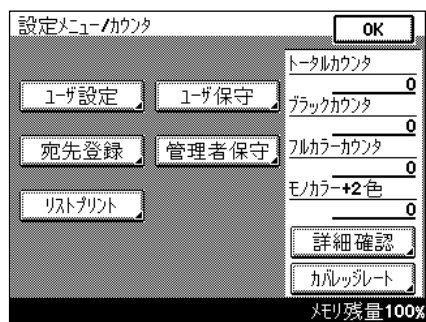 設定ﾒﾆｭｰ/ｶｳﾝﾀ
OK
ﾄｰﾀﾙｶｳﾝﾀ
0
ﾕｰｻﾞ設定
ﾕｰｻﾞ保守
ﾌﾞﾗｯｸｶｳﾝﾀ
0
宛先登録
管理者保守
ﾌﾙｶﾗｰｶｳﾝﾀ
0
ﾓﾉｶﾗｰ+2色
0
ﾘｽﾄﾌﾟﾘﾝﾄ
詳細確認
ｶﾊﾞﾚｯｼﾞﾚｰﾄ
ﾒﾓﾘ残量100%